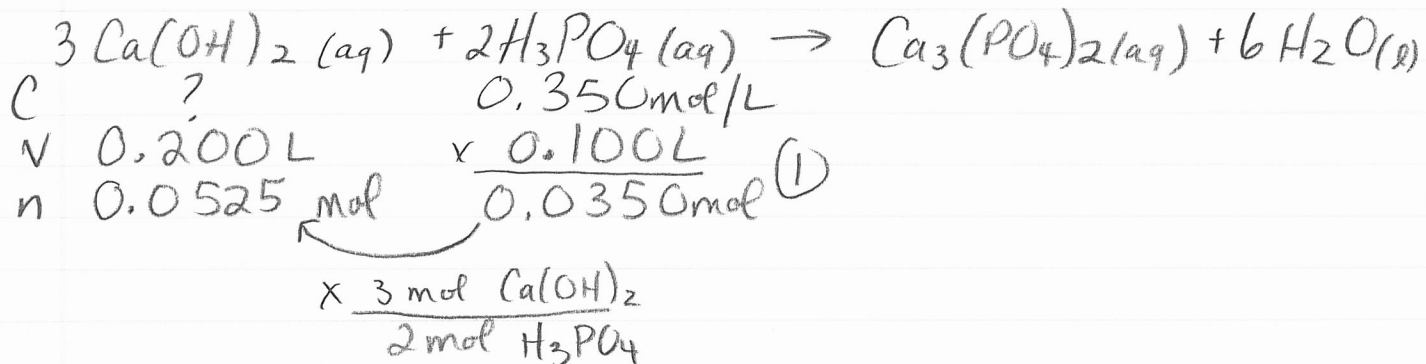 3 Ca(OH)2 (aq) + 2H3PO4 (aq) → Ca3(PO4)2 (aq) + 6 H2O(l)
C ? 0.350mol/L
V 0.200L x 0.100L
n 0.0525 mol 0.0350mol ①
x 3 mol Ca(OH)2
2 mol H3PO4